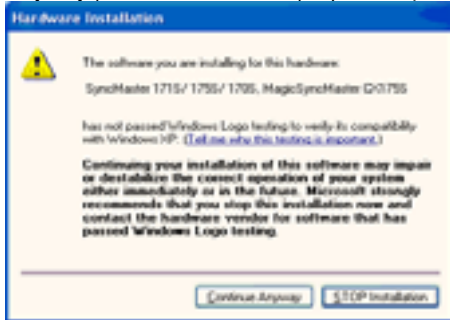 Hardware Installation
The software you are installing for this hardware:
SyncMaster 171S/ 175S/ 170S, MagicSyncMaster
has not passed Windows Logo testing to verify its compatibility
with Windows XP. (Tell me why this testing is important.)
Continuing your installation of this software may impair
or destabilize the correct operation of your system
either immediately or in the future. Microsoft strongly
recommends that you stop this installation now and
contact the hardware vendor for software that has
passed Windows Logo testing.
Continue Anyway
STOP Installation